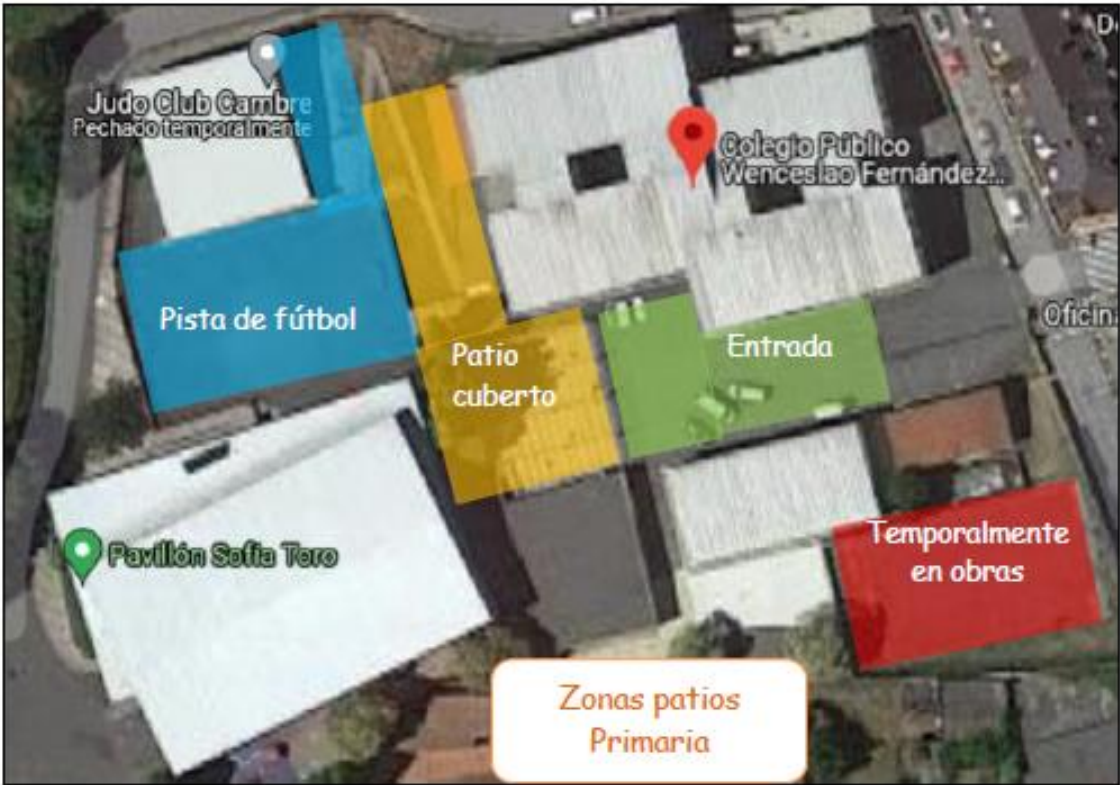 Judo Club Cambre
Pechado temporalmente
Colegio Público
Wenceslao Fernández...
Pista de fútbol
Patio
cuberto
Entrada
Oficin
Temporalmente
en obras
Pavillón Sofia Toro
Zonas patios
Primaria